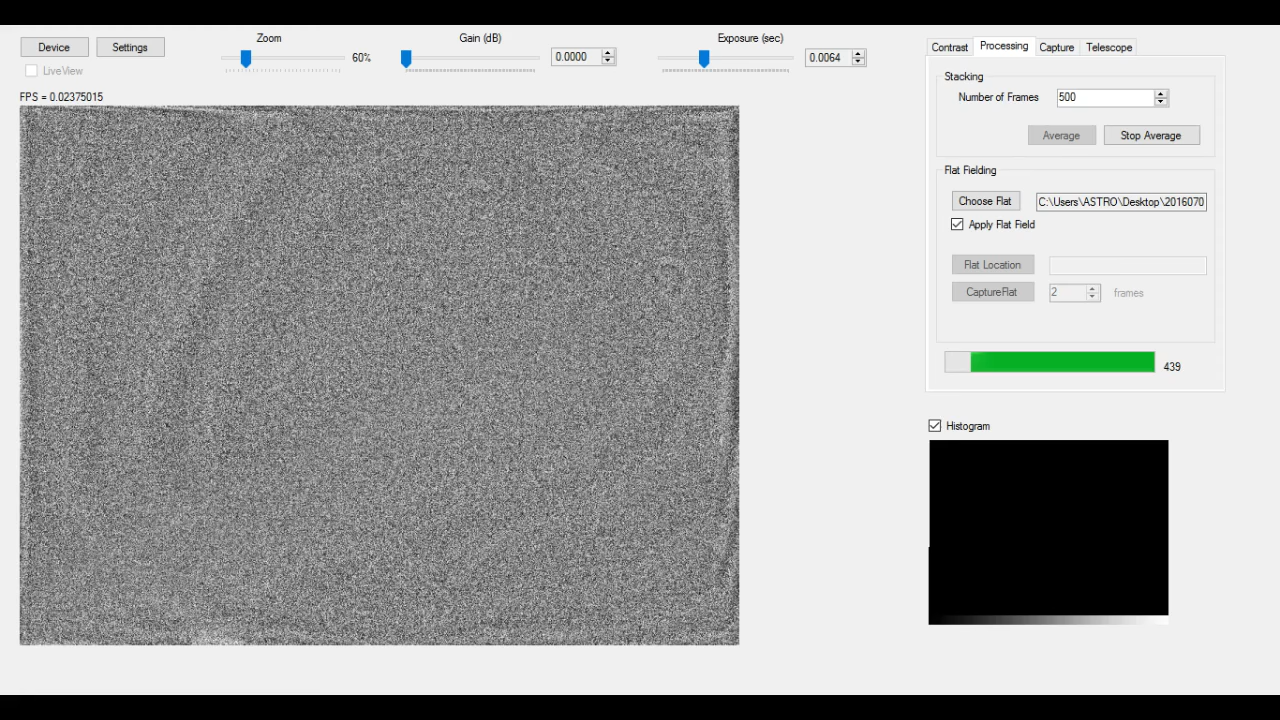 Device
Settings
LiveView
FPS = 0.02375015
Zoom
60%
Gain (dB)
0.0000
Exposure (sec)
0.0064
Contrast
Processing
Capture
Telescope
Stacking
Number of Frames
500
Average
Stop Average
Flat Fielding
Choose Flat
C:\Users\ASTRO\Desktop\2016070
Apply Flat Field
Flat Location
CaptureFlat
2
frames
439
Histogram